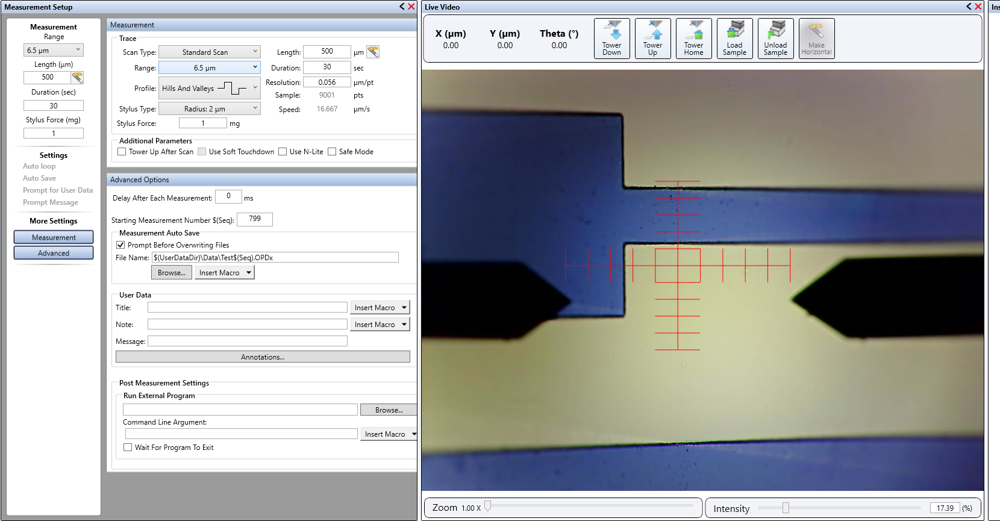 Measurement Setup
Measurement
Range
6.5 µm
Length (µm)
500
Duration (sec)
30
Stylus Force (mg)
1
Settings
Auto loop
Auto Save
Prompt for User Data
Prompt Message
More Settings
Measurement
Advanced
Measurement
Trace
Scan Type: Standard Scan Length: 500 µm
Range: 6.5 µm Duration: 30 sec
Profile: Hills And Valleys Resolution: 0.056 µm/pt
Sample: 9001 pts
Stylus Type: Radius: 2 µm Speed: 16.667 µm/s
Stylus Force: 1 mg
Additional Parameters
Tower Up After Scan Use Soft Touchdown Use N-Lite Safe Mode
Advanced Options
Delay After Each Measurement: 0 ms
Starting Measurement Number $(Seq): 799
Measurement Auto Save
Prompt Before Overwriting Files
File Name: $(UserDataDir)\Data\Test$(Seq).OPDx
Browse... Insert Macro
User Data
Title: Insert Macro
Note: Insert Macro
Message:
Annotations...
Post Measurement Settings
Run External Program
Browse...
Command Line Argument:
Insert Macro
Wait For Program To Exit
Live Video
X (µm) Y (µm) Theta (°)
0.00 0.00 0.00
Tower Down
Tower Up
Tower Home
Load Sample
Unload Sample
Make Horizontal
Zoom 1.00 X
Intensity 17.39 (%)
Ins